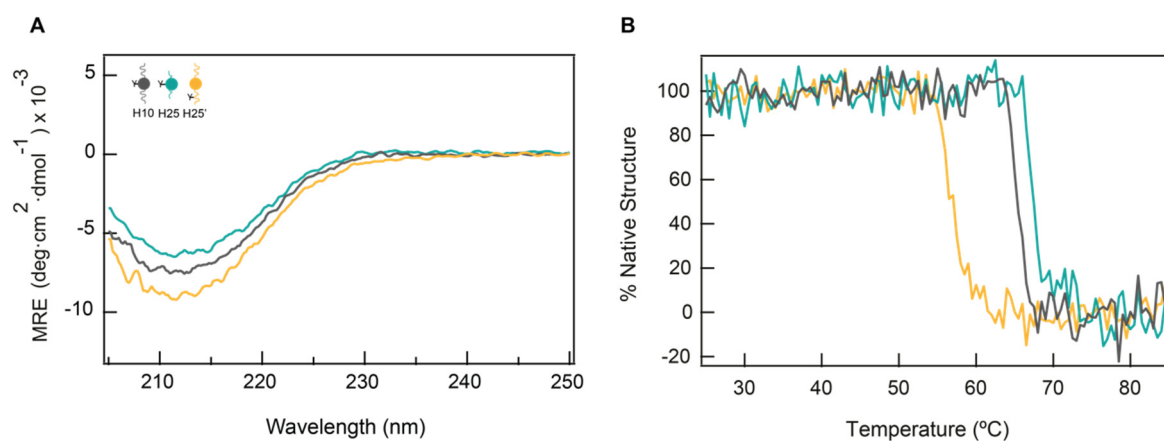 A
MRE (deg·cm2·dmol-1) x 10-3
5
0
-5
-10
H10 H25 H25'
210 220 230 240 250
Wavelength (nm)
B
% Native Structure
100
80
60
40
20
0
-20
30 40 50 60 70 80
Temperature (ºC)